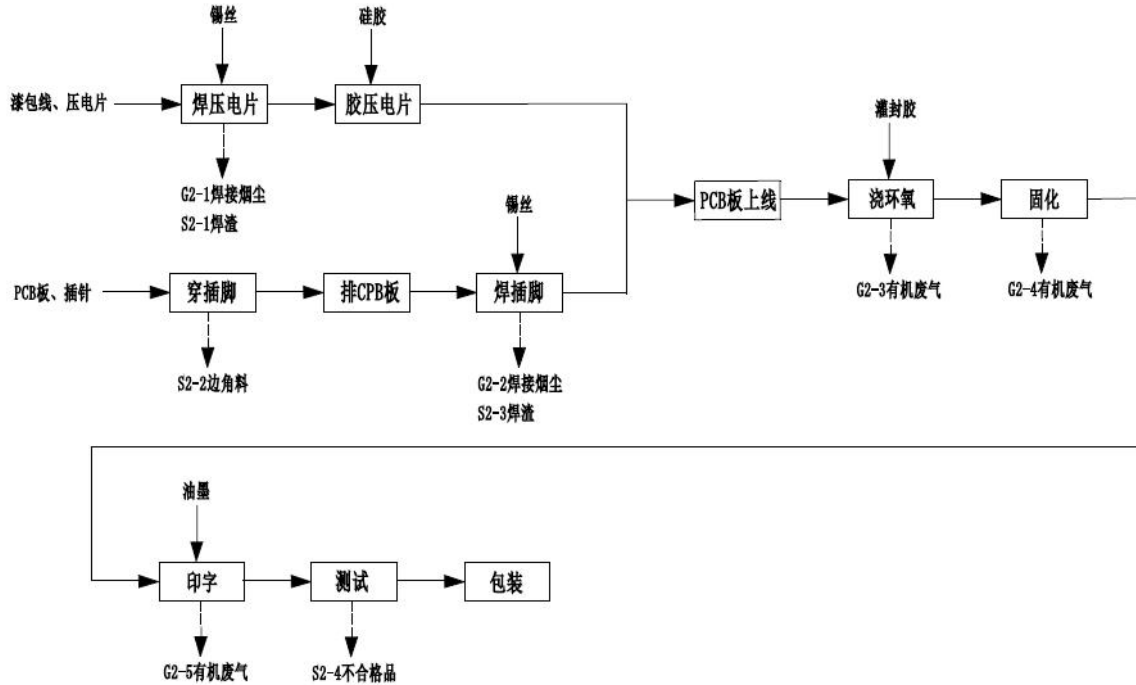 锡丝
硅胶
漆包线、压电片
焊压电片
胶压电片
灌封胶
G2-1焊接烟尘
S2-1焊渣
锡丝
PCB板上线
浇环氧
固化
PCB板、插针
穿插脚
排CPB板
焊插脚
G2-3有机废气
G2-4有机废气
S2-2边角料
G2-2焊接烟尘
S2-3焊渣
油墨
印字
测试
包装
G2-5有机废气
S2-4不合格品